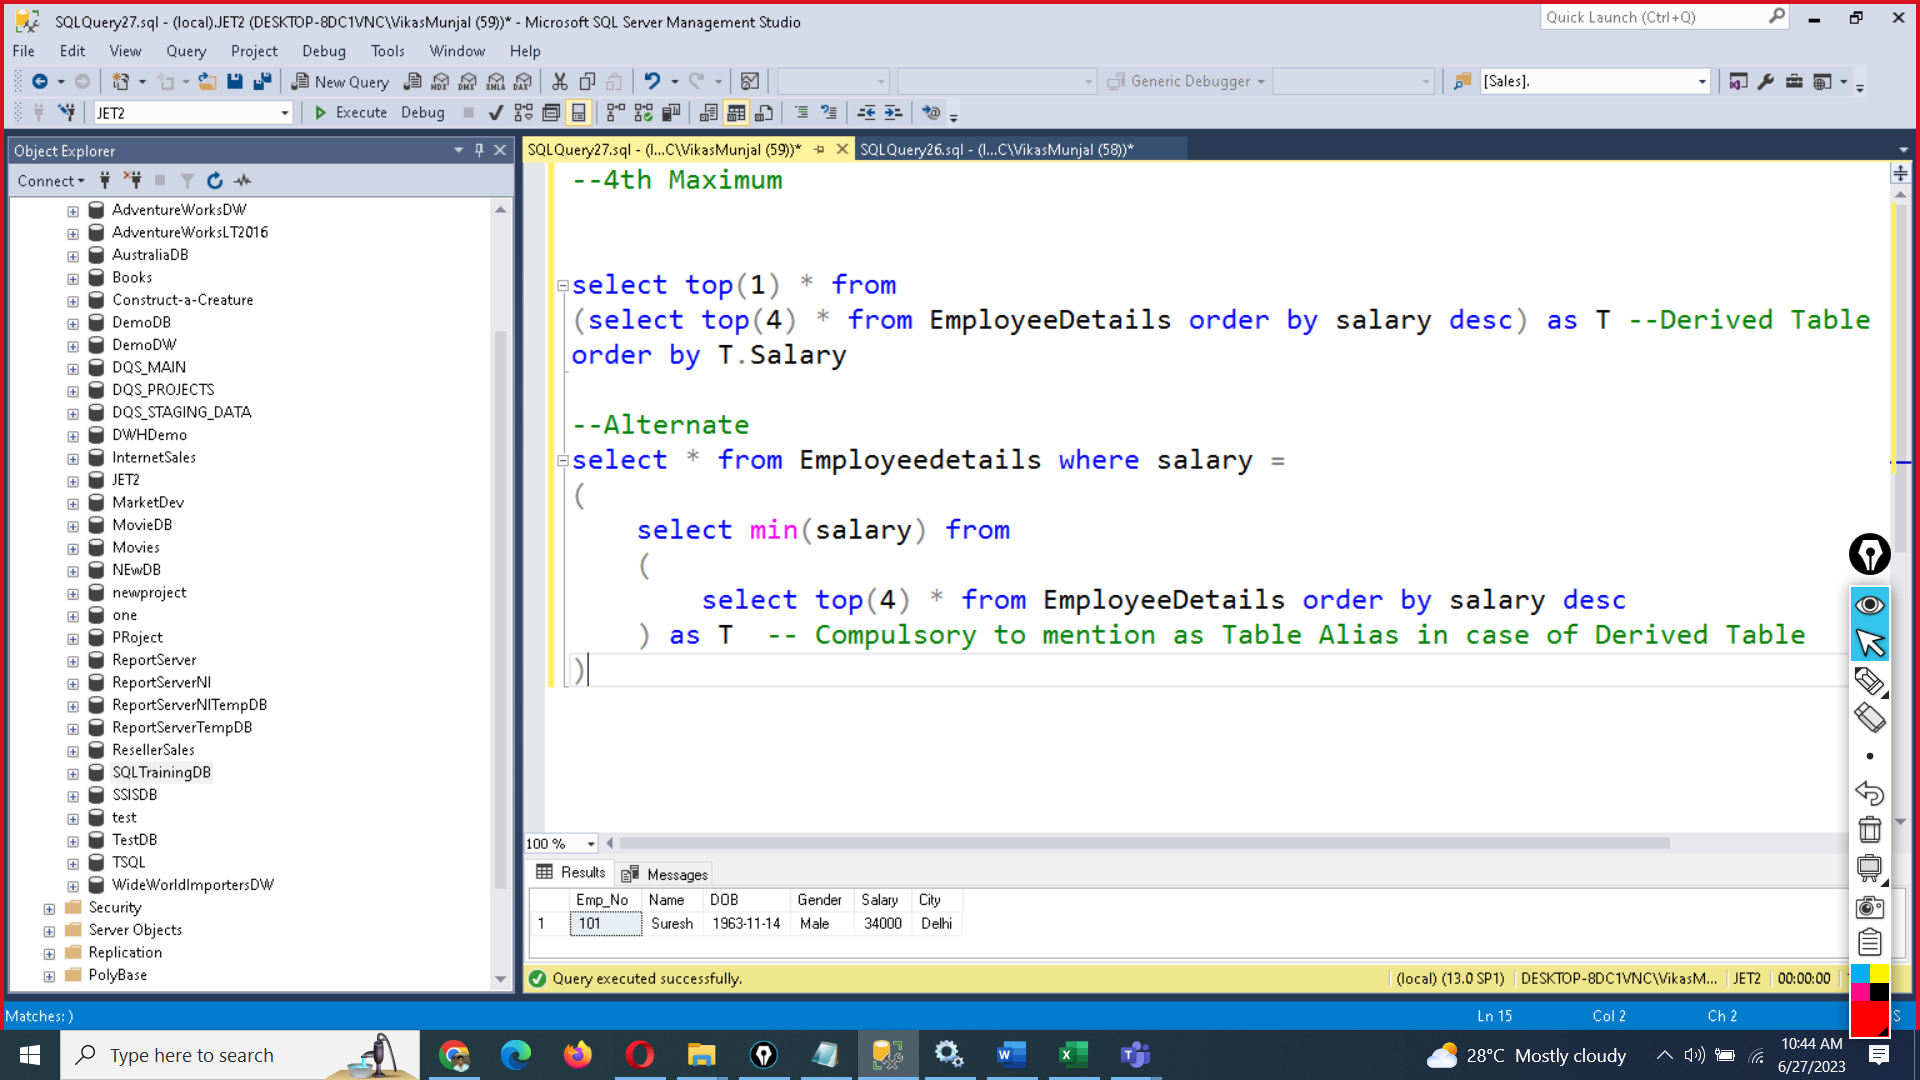 SQLQuery27.sql - (local).JET2 (DESKTOP-8DC1VNC\VikasMunjal (59))* - Microsoft SQL Server Management Studio
Quick Launch (Ctrl+Q)
File Edit View Query Project Debug Tools Window Help
New Query
MDX DMX XMLA DAX
Generic Debugger
[Sales].
JET2
Execute Debug
Object Explorer
Connect
AdventureWorksDW
AdventureWorksLT2016
AustraliaDB
Books
Construct-a-Creature
DemoDB
DemoDW
DQS_MAIN
DQS_PROJECTS
DQS_STAGING_DATA
DWHDemo
InternetSales
JET2
MarketDev
MovieDB
Movies
NEwDB
newproject
one
PRoject
ReportServer
ReportServerNI
ReportServerNITempDB
ReportServerTempDB
ResellerSales
SQLTrainingDB
SSISDB
test
TestDB
TSQL
WideWorldImportersDW
Security
Server Objects
Replication
PolyBase
SQLQuery27.sql - (l...C\VikasMunjal (59))*
SQLQuery26.sql - (l...C\VikasMunjal (58))*
--4th Maximum
select top(1) * from
(select top(4) * from EmployeeDetails order by salary desc) as T --Derived Table
order by T.Salary
--Alternate
select * from Employeedetails where salary =
(
select min(salary) from
(
select top(4) * from EmployeeDetails order by salary desc
) as T -- Compulsory to mention as Table Alias in case of Derived Table
)
100 %
Results Messages
Emp_No Name DOB Gender Salary City
1 101 Suresh 1963-11-14 Male 34000 Delhi
Query executed successfully.
(local) (13.0 SP1) DESKTOP-8DC1VNC\VikasM... JET2 00:00:00
Matches: )
Ln 15 Col 2 Ch 2
Type here to search
28°C Mostly cloudy
10:44 AM
6/27/2023